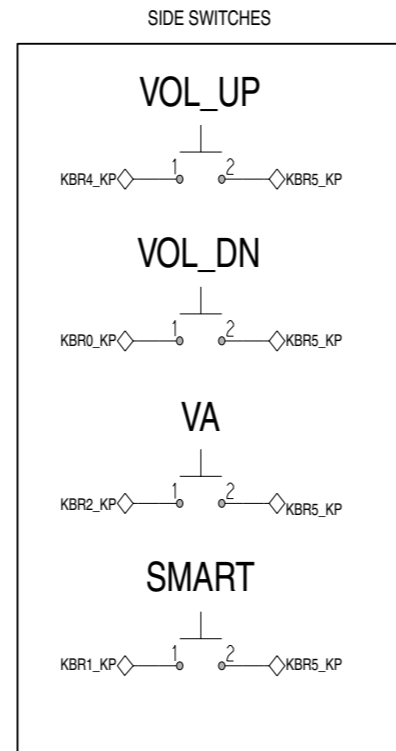 SIDE SWITCHES
VOL_UP
1 2
KBR4_KP KBR5_KP
VOL_DN
1 2
KBR0_KP KBR5_KP
VA
1 2
KBR2_KP KBR5_KP
SMART
1 2
KBR1_KP KBR5_KP